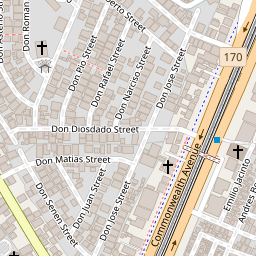 Don Roman
Don Pio Street
Don Rafael Street
Don Narciso Street
Don Jose Street
170
Don Diosdado Street
Don Matias Street
Commonwealth Avenue
Don Senen Street
Don Juan Street
Don Jose Street
Emilio Jacinto
Andres Bo